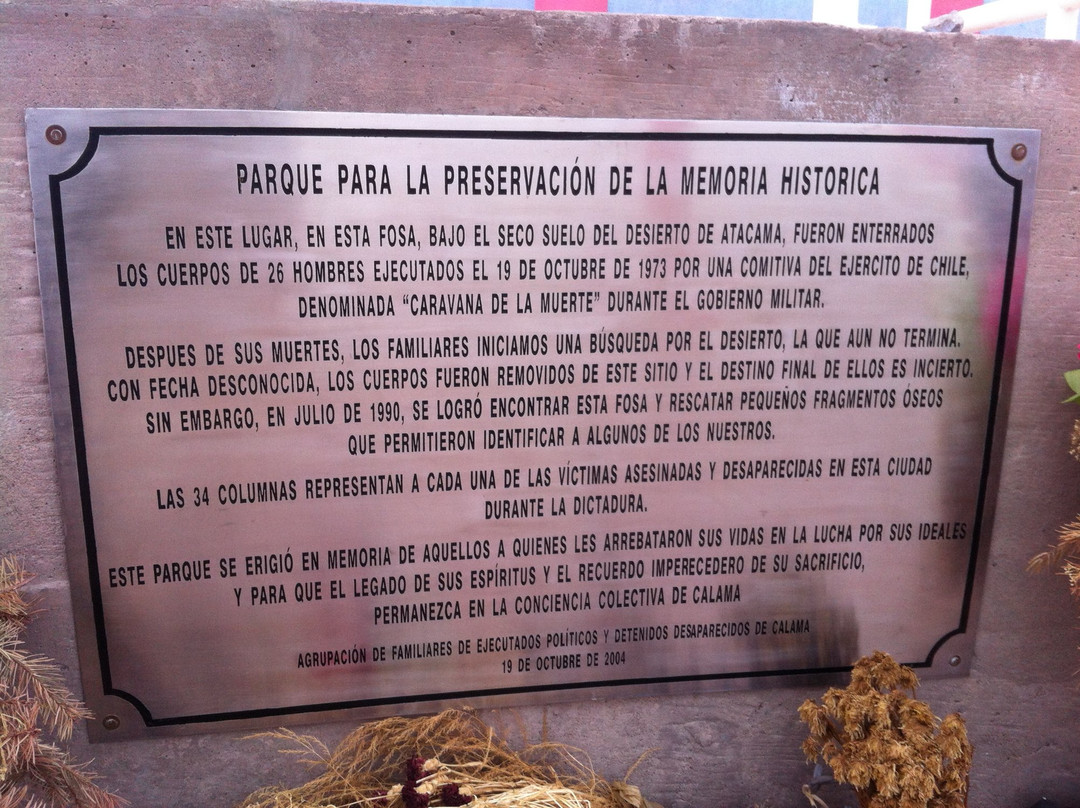 PARQUE PARA LA PRESERVACIÓN DE LA MEMORIA HISTORICA
EN ESTE LUGAR, EN ESTA FOSA, BAJO EL SECO SUELO DEL DESIERTO DE ATACAMA, FUERON ENTERRADOS
LOS CUERPOS DE 26 HOMBRES EJECUTADOS EL 19 DE OCTUBRE DE 1973 POR UNA COMITIVA DEL EJERCITO DE CHILE,
DENOMINADA “CARAVANA DE LA MUERTE” DURANTE EL GOBIERNO MILITAR.
DESPUES DE SUS MUERTES, LOS FAMILIARES INICIAMOS UNA BÚSQUEDA POR EL DESIERTO, LA QUE AUN NO TERMINA.
CON FECHA DESCONOCIDA, LOS CUERPOS FUERON REMOVIDOS DE ESTE SITIO Y EL DESTINO FINAL DE ELLOS ES INCIERTO.
SIN EMBARGO, EN JULIO DE 1990, SE LOGRÓ ENCONTRAR ESTA FOSA Y RESCATAR PEQUEÑOS FRAGMENTOS ÓSEOS
QUE PERMITIERON IDENTIFICAR A ALGUNOS DE LOS NUESTROS.
LAS 34 COLUMNAS REPRESENTAN A CADA UNA DE LAS VÍCTIMAS ASESINADAS Y DESAPARECIDAS EN ESTA CIUDAD
DURANTE LA DICTADURA.
ESTE PARQUE SE ERIGIÓ EN MEMORIA DE AQUELLOS A QUIENES LES ARREBATARON SUS VIDAS EN LA LUCHA POR SUS IDEALES
Y PARA QUE EL LEGADO DE SUS ESPÍRITUS Y EL RECUERDO IMPERECEDERO DE SU SACRIFICIO,
PERMANEZCA EN LA CONCIENCIA COLECTIVA DE CALAMA
AGRUPACIÓN DE FAMILIARES DE EJECUTADOS POLÍTICOS Y DETENIDOS DESAPARECIDOS DE CALAMA
19 DE OCTUBRE DE 2004